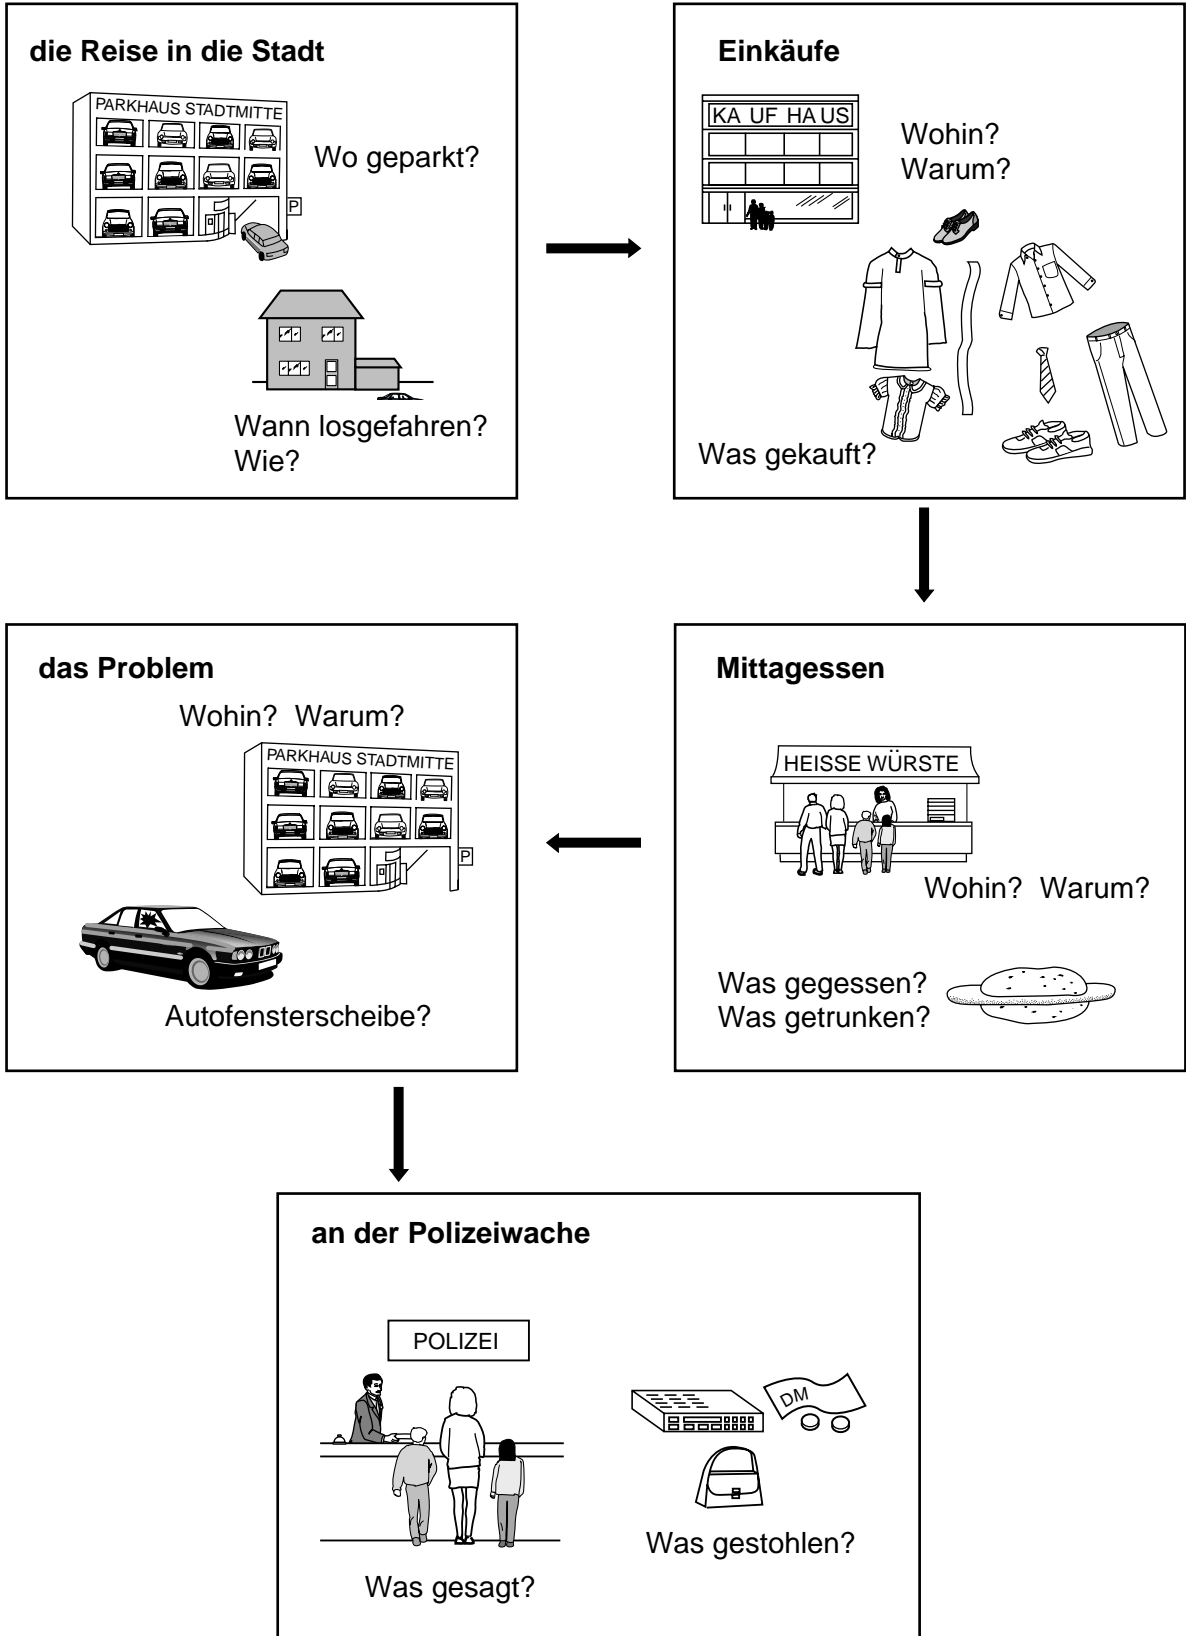 die Reise in die Stadt
PARKHAUS STADTMITTE
Wo geparkt?
P
Wann losgefahren?
Wie?
Einkäufe
KA UF HA US
Wohin?
Warum?
Was gekauft?
Mittagessen
HEISSE WÜRSTE
Wohin? Warum?
Was gegessen?
Was getrunken?
das Problem
Wohin? Warum?
PARKHAUS STADTMITTE
P
Autofensterscheibe?
an der Polizeiwache
POLIZEI
DM
Was gestohlen?
Was gesagt?